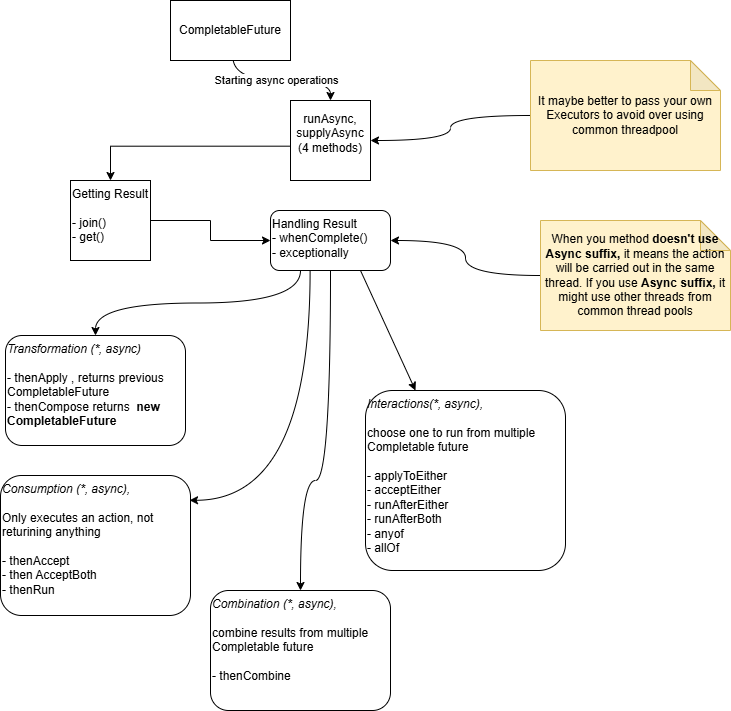 CompletableFuture
Starting async operations
runAsync,
supplyAsync
(4 methods)
It maybe better to pass your own
Executors to avoid over using
common threadpool
Getting Result
- join()
- get()
Handling Result
- whenComplete()
- exceptionally
When you method doesn't use
Async suffix, it means the action
will be carried out in the same
thread. If you use Async suffix, it
might use other threads from
common thread pools
Transformation (*, async)
- thenApply , returns previous
CompletableFuture
- thenCompose returns  new
CompletableFuture
Interactions(*, async),
choose one to run from multiple
Completable future
- applyToEither
- acceptEither
- runAfterEither
- runAfterBoth
- anyof
- allOf
Consumption (*, async),
Only executes an action, not
returining anything
- thenAccept
- then AcceptBoth
- thenRun
Combination (*, async),
combine results from multiple
Completable future
- thenCombine